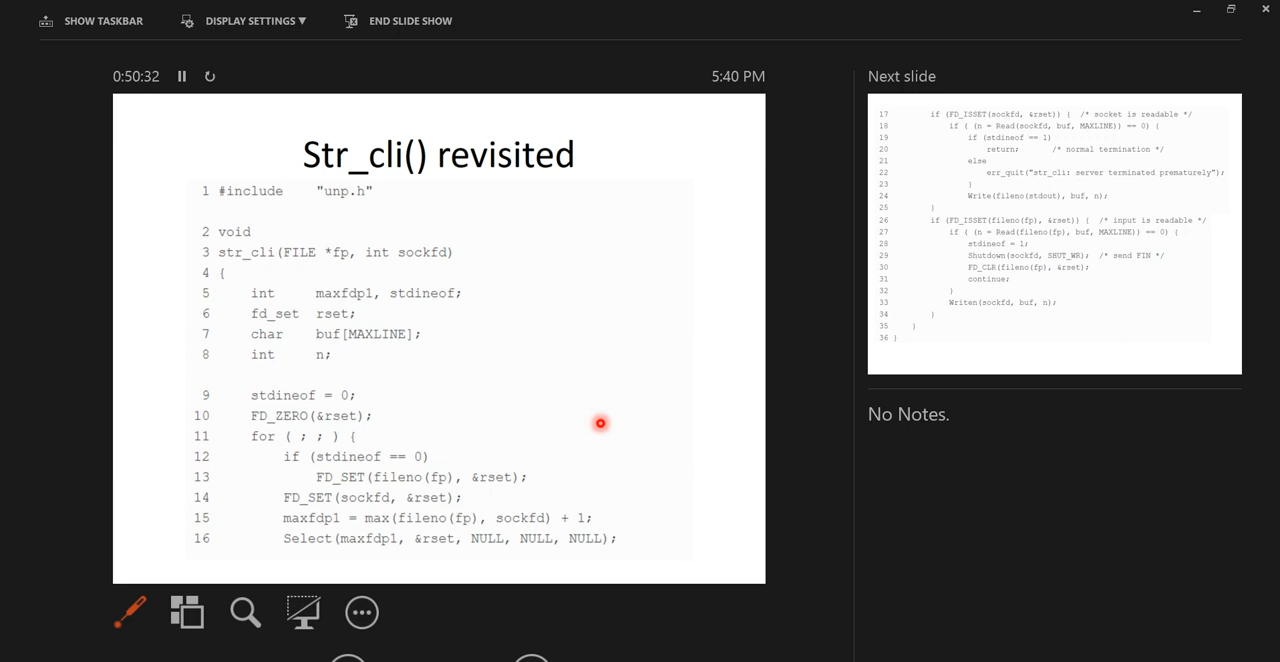 SHOW TASKBAR
DISPLAY SETTINGS ▼
END SLIDE SHOW
0:50:32
5:40 PM
Str_cli() revisited
1 #include "unp.h"
2 void
3 str_cli(FILE *fp, int sockfd)
4 {
5 int maxfdp1, stdineof;
6 fd_set rset;
7 char buf[MAXLINE];
8 int n;
9 stdineof = 0;
10 FD_ZERO(&rset);
11 for ( ; ; ) {
12 if (stdineof == 0)
13 FD_SET(fileno(fp), &rset);
14 FD_SET(sockfd, &rset);
15 maxfdp1 = max(fileno(fp), sockfd) + 1;
16 Select(maxfdp1, &rset, NULL, NULL, NULL);
Next slide
17 if (FD_ISSET(sockfd, &rset)) { /* socket is readable */
18 if ( (n = Read(sockfd, buf, MAXLINE)) == 0) {
19 if (stdineof == 1)
20 return; /* normal termination */
21 else
22 err_quit("str_cli: server terminated prematurely");
23 }
24 Write(fileno(stdout), buf, n);
25 }
26 if (FD_ISSET(fileno(fp), &rset)) { /* input is readable */
27 if ( (n = Read(fileno(fp), buf, MAXLINE)) == 0) {
28 stdineof = 1;
29 Shutdown(sockfd, SHUT_WR); /* send FIN */
30 FD_CLR(fileno(fp), &rset);
31 continue;
32 }
33 Writen(sockfd, buf, n);
34 }
35 }
36 }
No Notes.